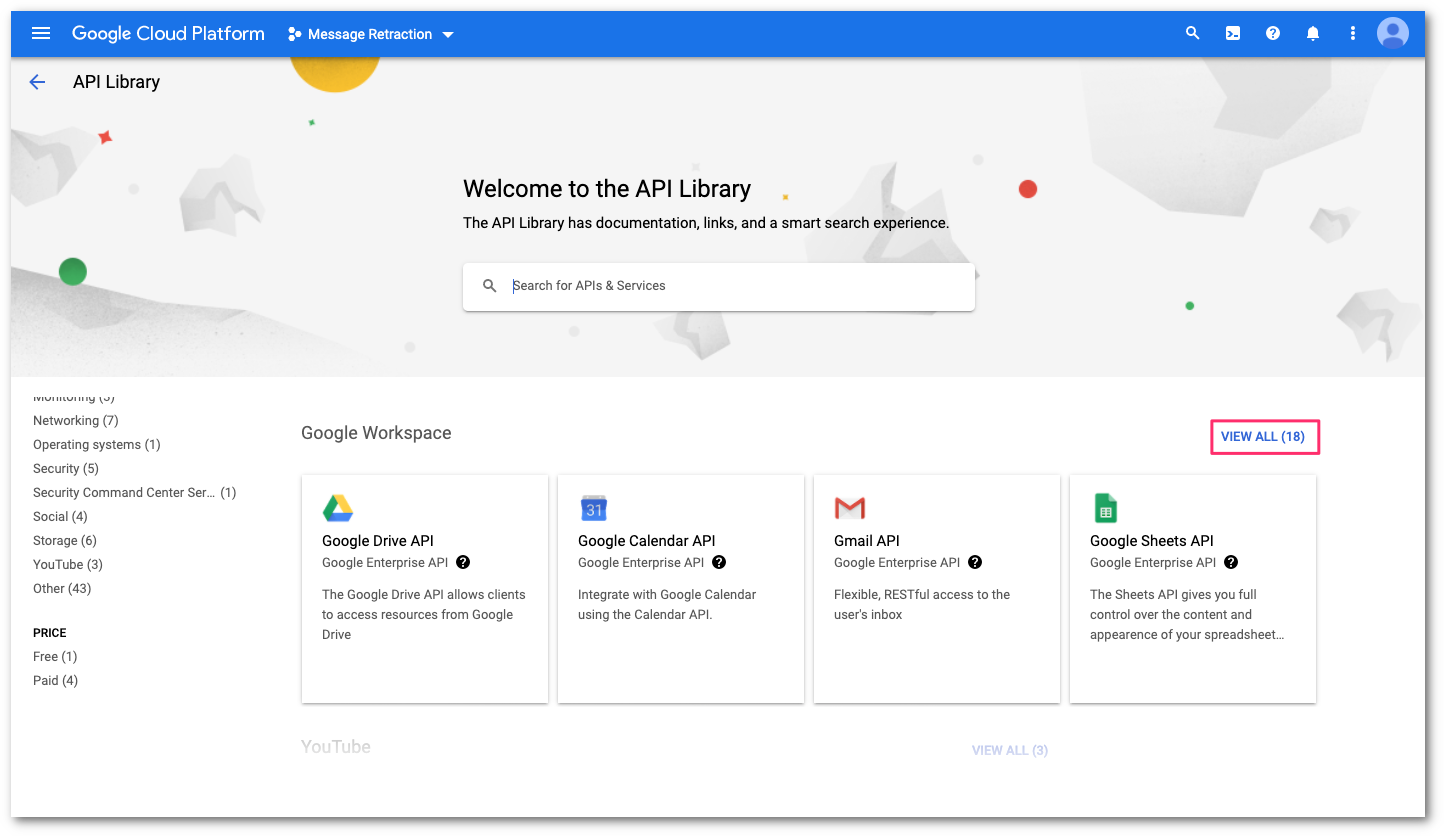 Google Cloud Platform
Message Retraction
API Library
Welcome to the API Library
The API Library has documentation, links, and a smart search experience.
Search for APIs & Services
Monitoring (3)
Networking (7)
Operating systems (1)
Security (5)
Security Command Center Ser... (1)
Social (4)
Storage (6)
YouTube (3)
Other (43)
PRICE
Free (1)
Paid (4)
Google Workspace
VIEW ALL (18)
Google Drive API
Google Enterprise API ?
The Google Drive API allows clients
to access resources from Google
Drive
31
Google Calendar API
Google Enterprise API ?
Integrate with Google Calendar
using the Calendar API.
Gmail API
Google Enterprise API ?
Flexible, RESTful access to the
user's inbox
Google Sheets API
Google Enterprise API ?
The Sheets API gives you full
control over the content and
appearence of your spreadsheet...
YouTube
VIEW ALL (3)